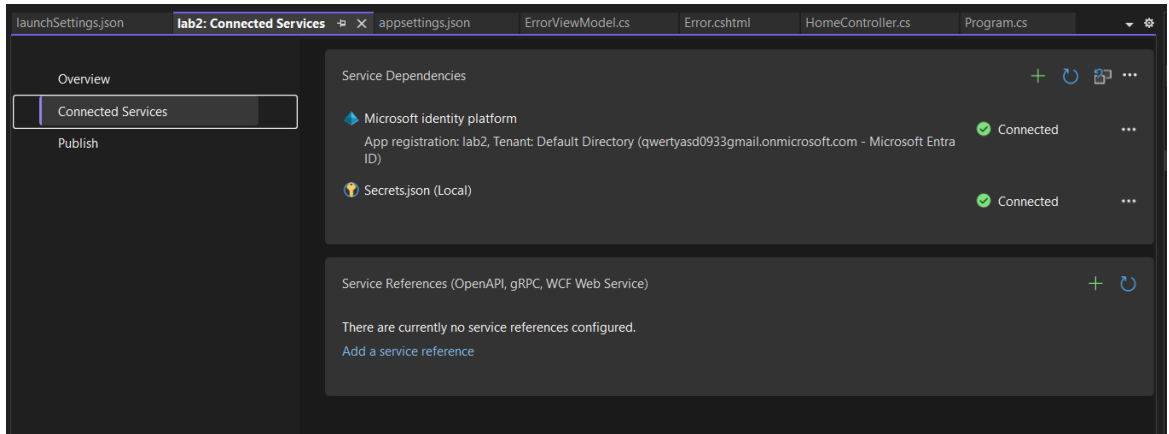 launchSettings.json
lab2: Connected Services
appsettings.json
ErrorViewModel.cs
Error.cshtml
HomeController.cs
Program.cs
Overview
Connected Services
Publish
Service Dependencies
Microsoft identity platform
App registration: lab2, Tenant: Default Directory (qwertyasd0933gmail.onmicrosoft.com - Microsoft Entra
ID)
Connected
Secrets.json (Local)
Connected
Service References (OpenAPI, gRPC, WCF Web Service)
There are currently no service references configured.
Add a service reference